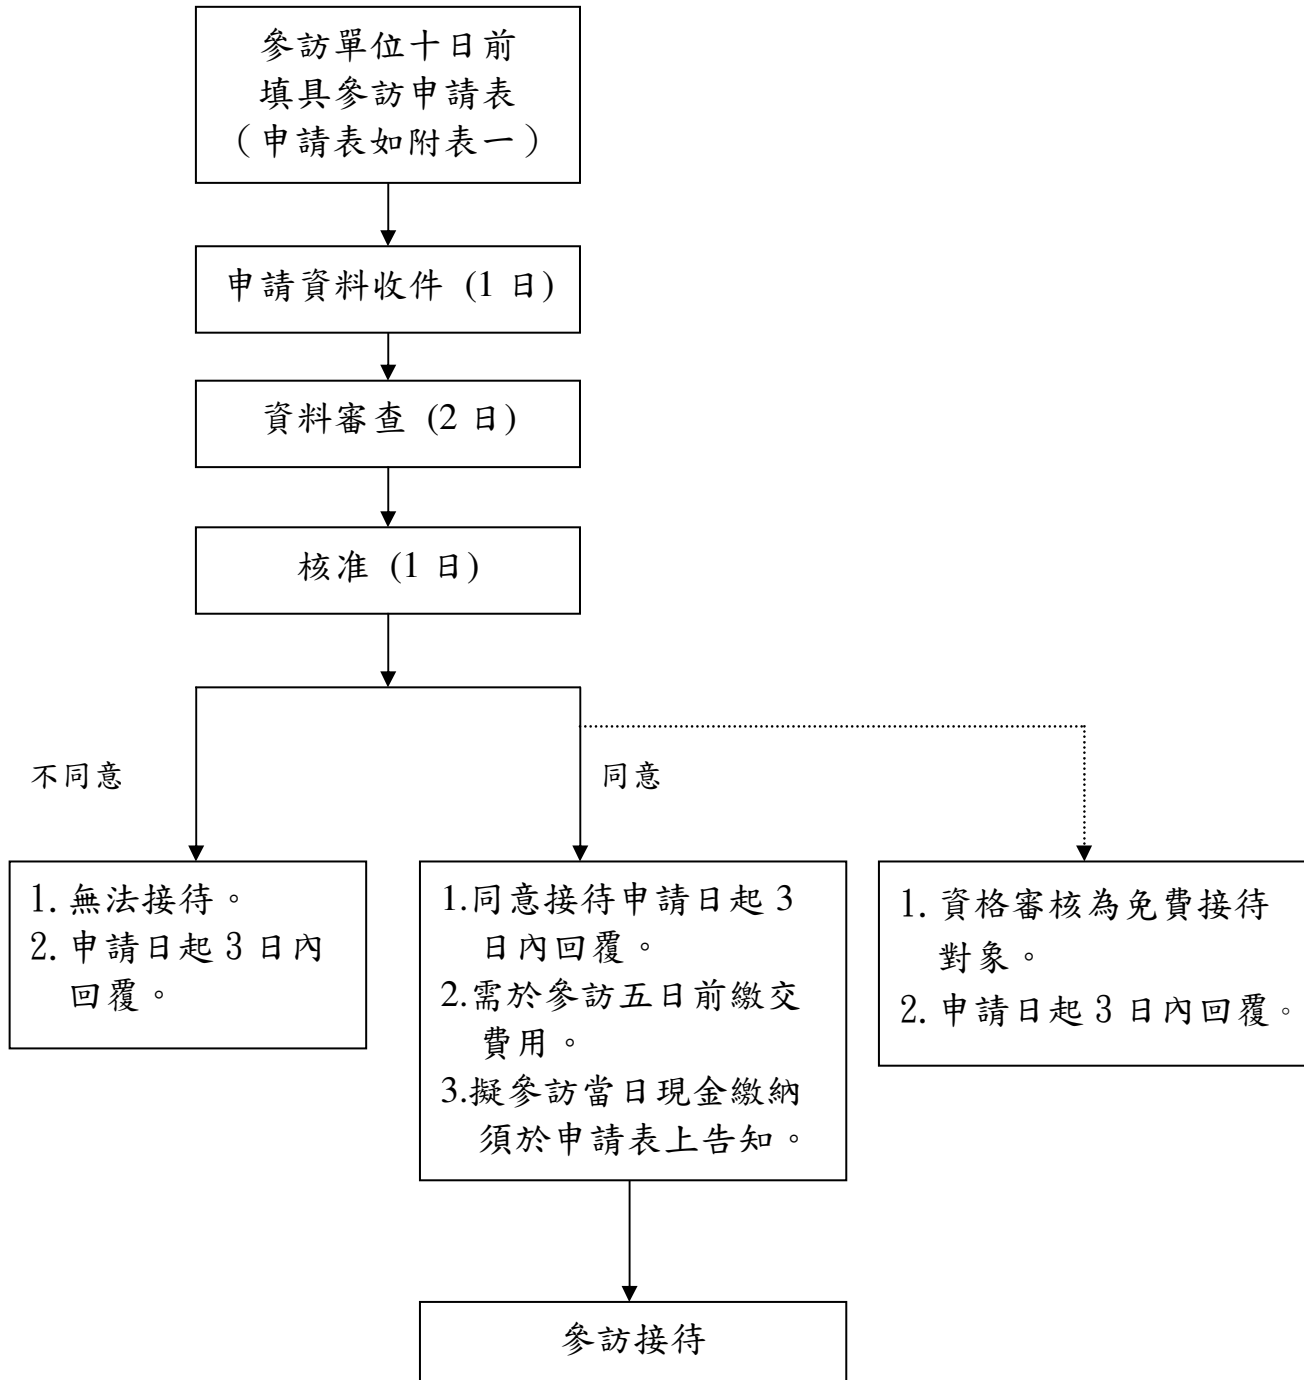 參訪單位十日前
填具參訪申請表
（申請表如附表一）
申請資料收件 (1 日)
資料審查 (2 日)
核准 (1 日)
不同意
同意
1. 無法接待。
2. 申請日起 3 日內
回覆。
1.同意接待申請日起 3
日內回覆。
2.需於參訪五日前繳交
費用。
3.擬參訪當日現金繳納
須於申請表上告知。
1. 資格審核為免費接待
對象。
2. 申請日起 3 日內回覆。
參訪接待